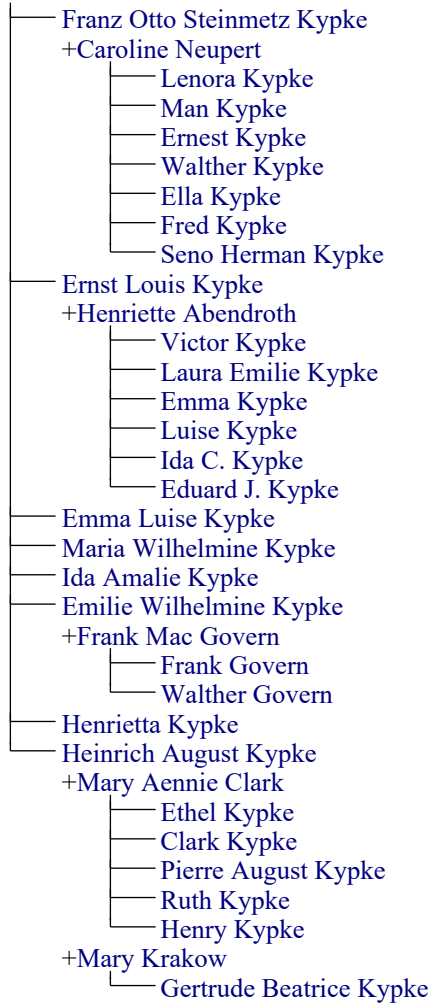 Franz Otto Steinmetz Kypke
+Caroline Neupert
Lenora Kypke
Man Kypke
Ernest Kypke
Walther Kypke
Ella Kypke
Fred Kypke
Seno Herman Kypke
Ernst Louis Kypke
+Henriette Abendroth
Victor Kypke
Laura Emilie Kypke
Emma Kypke
Luise Kypke
Ida C. Kypke
Eduard J. Kypke
Emma Luise Kypke
Maria Wilhelmine Kypke
Ida Amalie Kypke
Emilie Wilhelmine Kypke
+Frank Mac Govern
Frank Govern
Walther Govern
Henrietta Kypke
Heinrich August Kypke
+Mary Aennie Clark
Ethel Kypke
Clark Kypke
Pierre August Kypke
Ruth Kypke
Henry Kypke
+Mary Krakow
Gertrude Beatrice Kypke